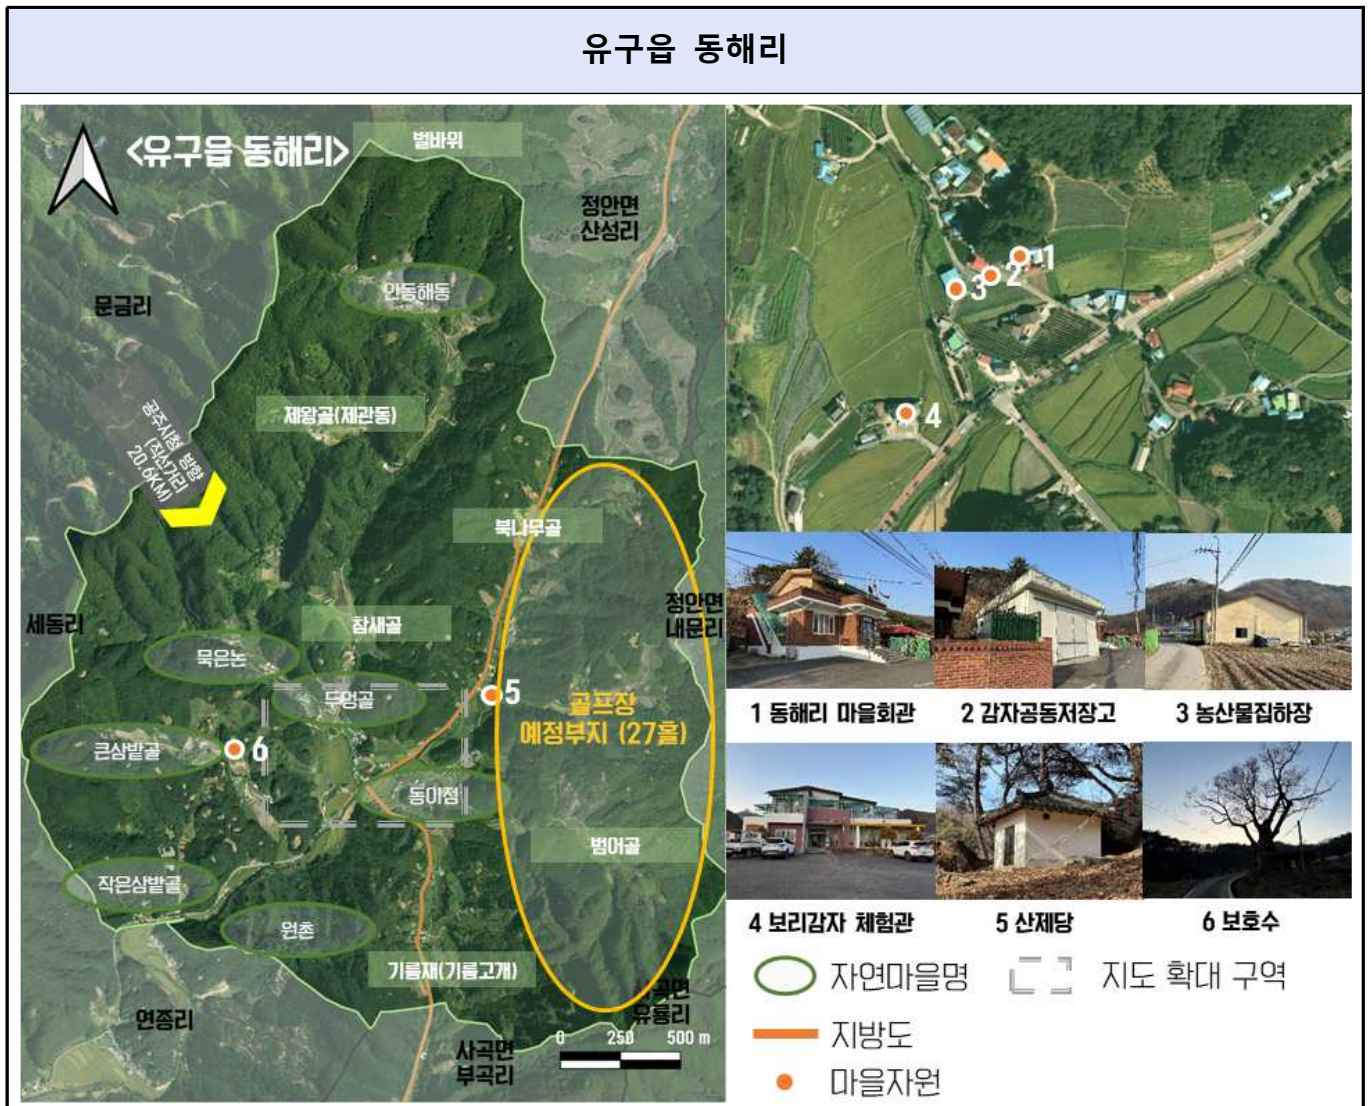 유구읍 동해리
<유구읍 동해리>
벌바위
정안면
산성리
문금리
안동해동
제왕골(제관동)
공주시청 방향
(직선거리
20.6KM)
북나무골
정안면
내문리
세동리
참새골
묵은논
두멍골
5
골프장
예정부지 (27홀)
큰삼밭골
6
동이점
범어골
작은삼밭골
원촌
기름재(기름고개)
사곡면
유룡리
연종리
사곡면
부곡리
0 250 500 m
1
2
3
4
1 동해리 마을회관
2 감자공동저장고
3 농산물집하장
4 보리감자 체험관
5 산제당
6 보호수
자연마을명
지도 확대 구역
지방도
마을자원